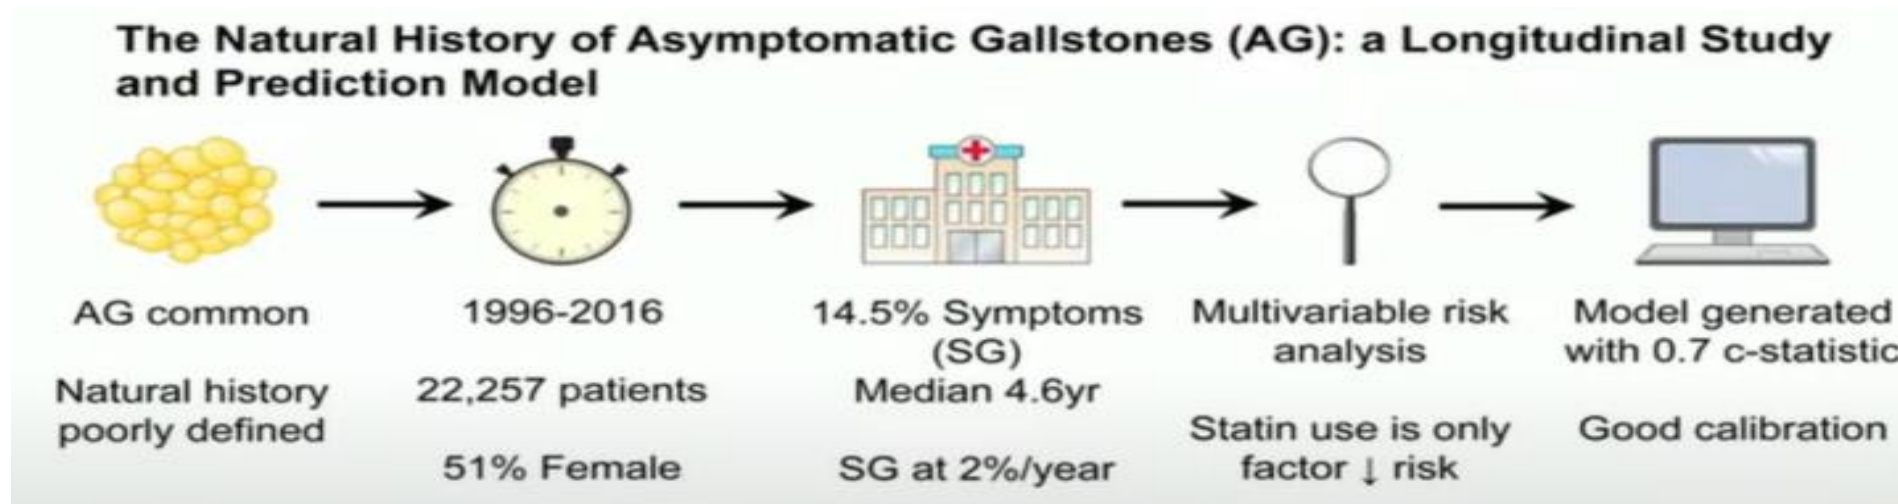 The Natural History of Asymptomatic Gallstones (AG): a Longitudinal Study
and Prediction Model
AG common
Natural history
poorly defined
1996-2016
22,257 patients
51% Female
14.5% Symptoms
(SG)
Median 4.6yr
SG at 2%/year
Multivariable risk
analysis
Statin use is only
factor ↓ risk
Model generated
with 0.7 c-statistic
Good calibration